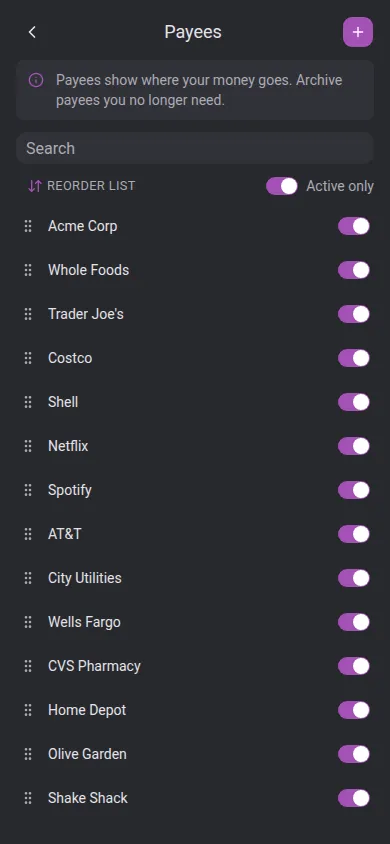 Payees
Payees show where your money goes. Archive
payees you no longer need.
Search
REORDER LIST
Active only
Acme Corp
Whole Foods
Trader Joe's
Costco
Shell
Netflix
Spotify
AT&T
City Utilities
Wells Fargo
CVS Pharmacy
Home Depot
Olive Garden
Shake Shack